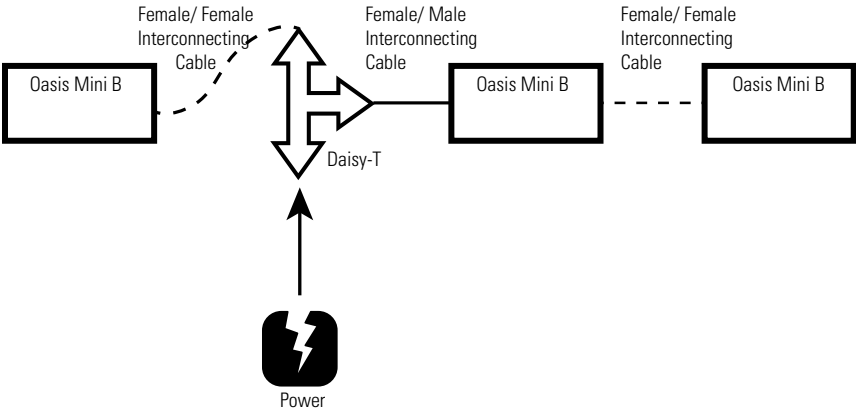 Female/ Female
Interconnecting
Cable
Female/ Male
Interconnecting
Cable
Female/ Female
Interconnecting
Cable
Oasis Mini B
Oasis Mini B
Oasis Mini B
Daisy-T
Power